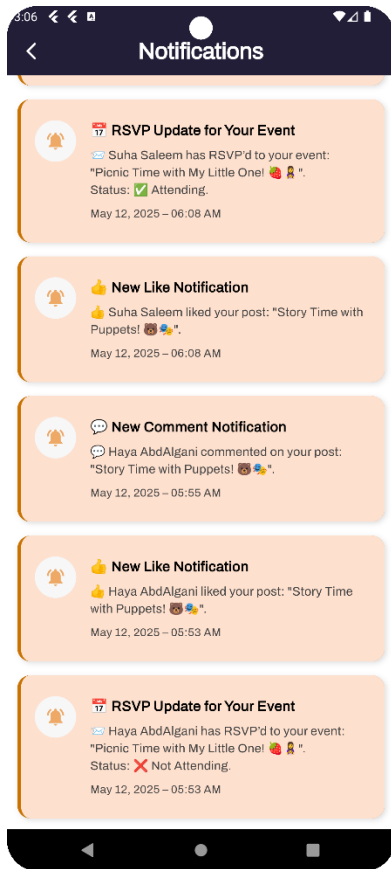 3:06
Notifications
📅 RSVP Update for Your Event
📨 Suha Saleem has RSVP'd to your event:
"Picnic Time with My Little One! 🍓🤱".
Status: ✅ Attending.
May 12, 2025 – 06:08 AM
👍 New Like Notification
👍 Suha Saleem liked your post: "Story Time with
Puppets! 🐻🎭".
May 12, 2025 – 06:08 AM
💬 New Comment Notification
💬 Haya AbdAlgani commented on your post:
"Story Time with Puppets! 🐻🎭".
May 12, 2025 – 05:55 AM
👍 New Like Notification
👍 Haya AbdAlgani liked your post: "Story Time
with Puppets! 🐻🎭".
May 12, 2025 – 05:53 AM
📅 RSVP Update for Your Event
📨 Haya AbdAlgani has RSVP'd to your event:
"Picnic Time with My Little One! 🍓🤱".
Status: ❌ Not Attending.
May 12, 2025 – 05:53 AM